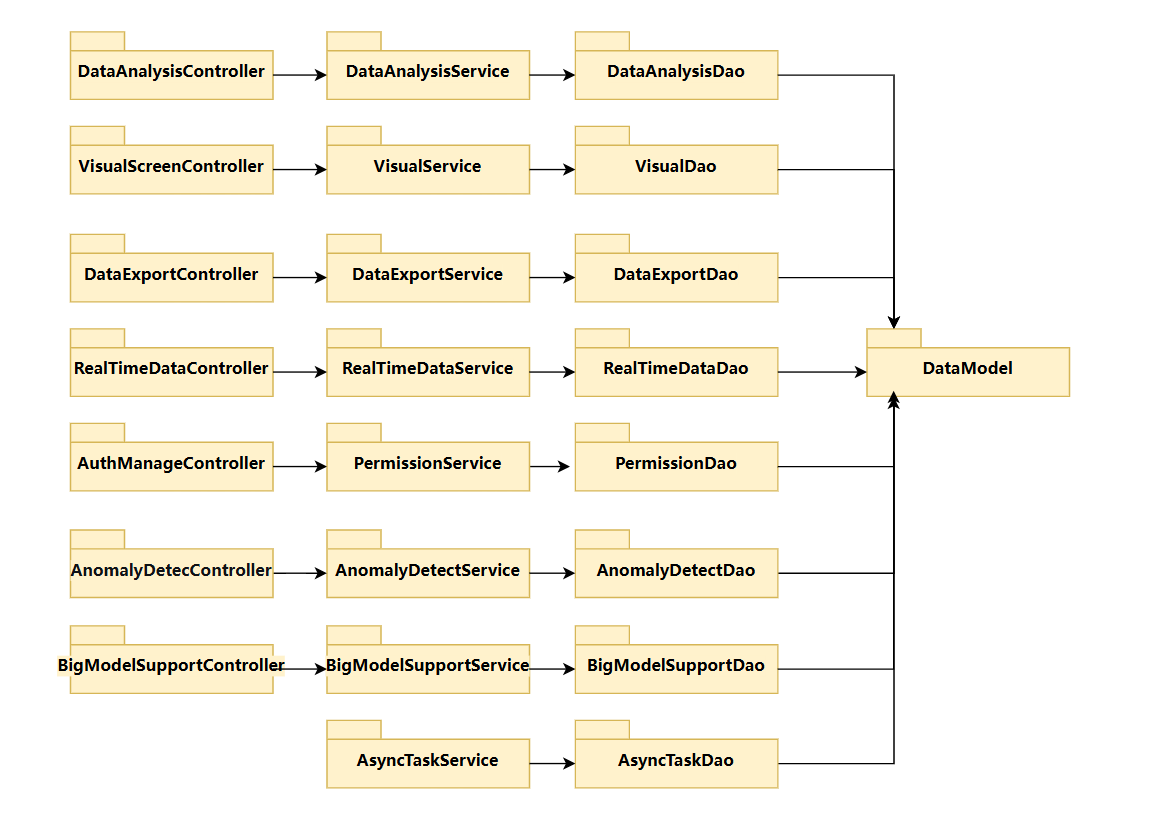 DataAnalysisController
DataAnalysisService
DataAnalysisDao
VisualScreenController
VisualService
VisualDao
DataExportController
DataExportService
DataExportDao
RealTimeDataController
RealTimeDataService
RealTimeDataDao
DataModel
AuthManageController
PermissionService
PermissionDao
AnomalyDetecController
AnomalyDetectService
AnomalyDetectDao
BigModelSupportController
BigModelSupportService
BigModelSupportDao
AsyncTaskService
AsyncTaskDao